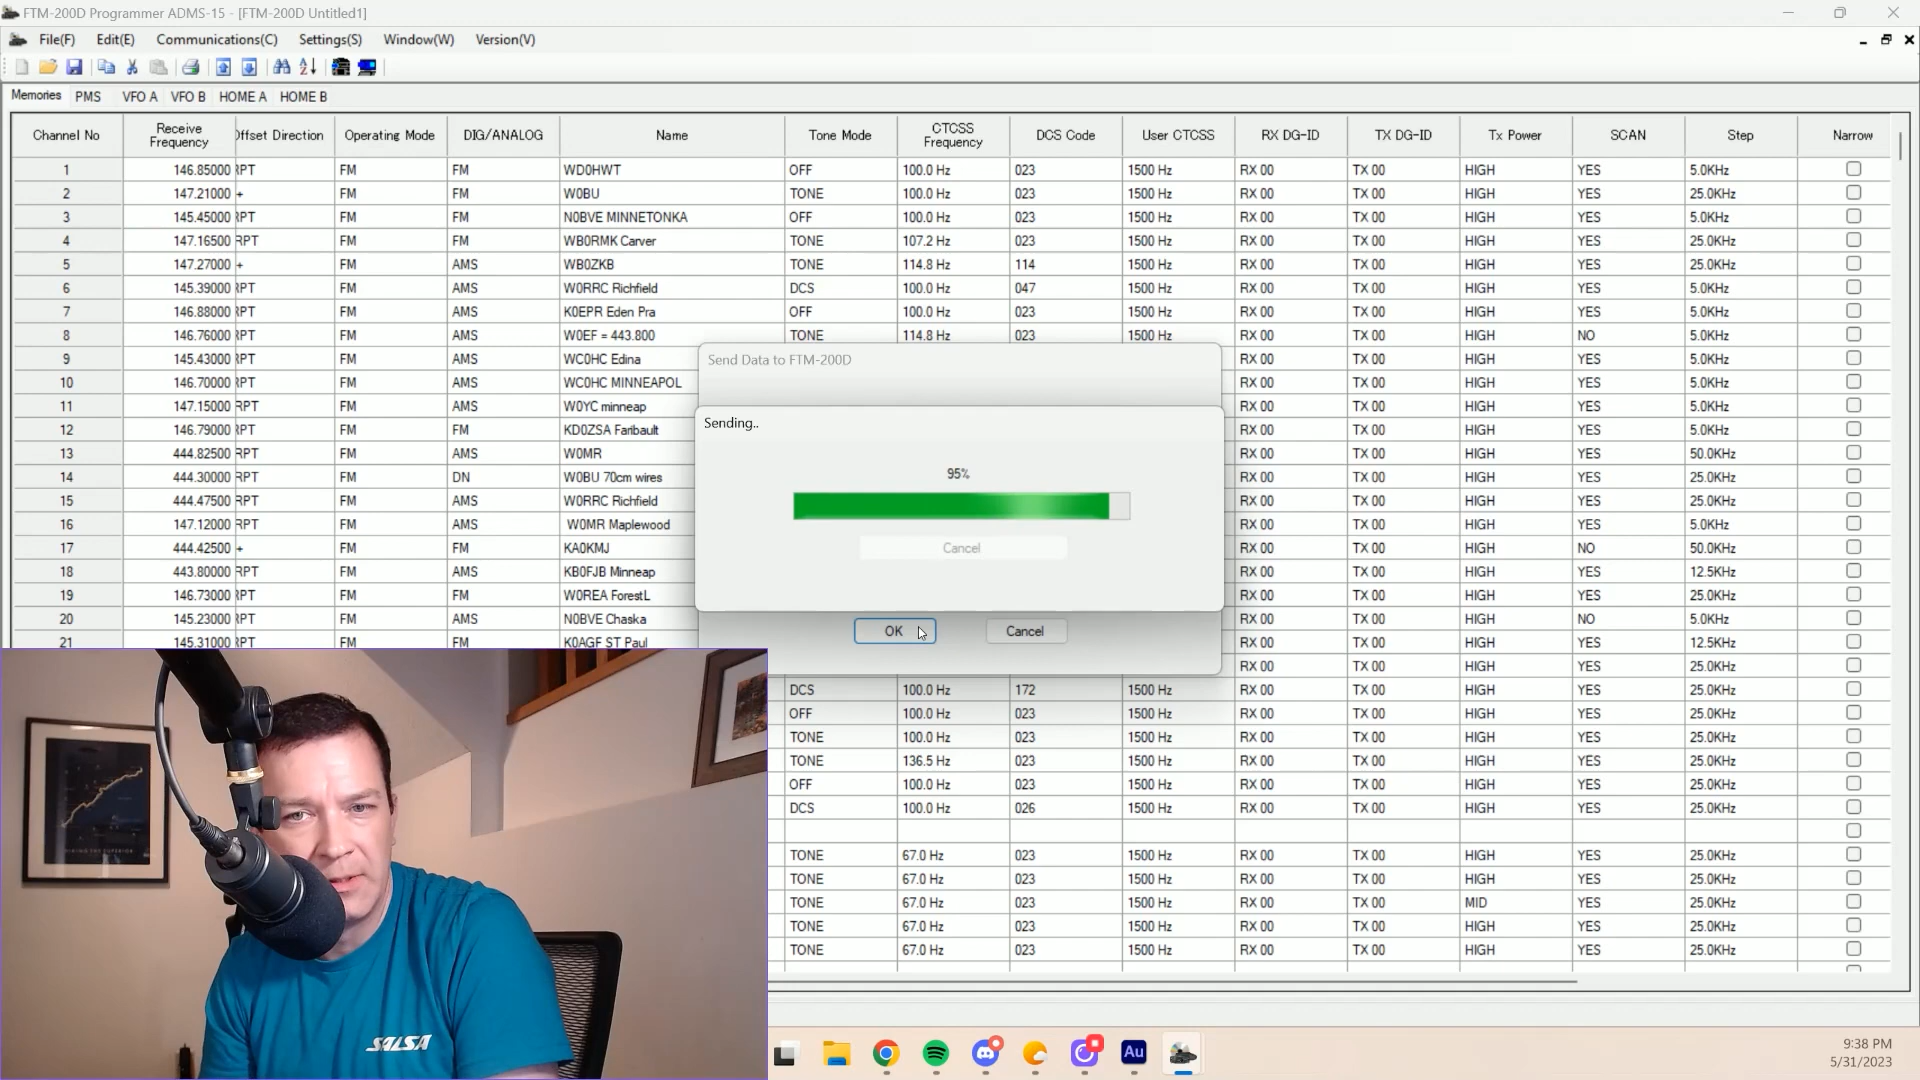 FTM-200D Programmer ADMS-15 - [FTM-200D Untitled1]
File(F) Edit(E) Communications(C) Settings(S) Window(W) Version(V)
Memories PMS VFO A VFO B HOME A HOME B
Channel No Receive Frequency Offset Direction Operating Mode DIG/ANALOG Name Tone Mode CTCSS Frequency DCS Code User CTCSS RX DG-ID TX DG-ID Tx Power SCAN Step Narrow
1 146.85000 RPT FM FM WD0HWT OFF 100.0 Hz 023 1500 Hz RX 00 TX 00 HIGH YES 5.0KHz
2 147.21000 + FM FM W0BU TONE 100.0 Hz 023 1500 Hz RX 00 TX 00 HIGH YES 25.0KHz
3 145.45000 RPT FM FM N0BVE MINNETONKA OFF 100.0 Hz 023 1500 Hz RX 00 TX 00 HIGH YES 5.0KHz
4 147.16500 RPT FM FM WB0RMK Carver TONE 107.2 Hz 023 1500 Hz RX 00 TX 00 HIGH YES 25.0KHz
5 147.27000 + FM AMS WB0ZKB TONE 114.8 Hz 114 1500 Hz RX 00 TX 00 HIGH YES 25.0KHz
6 145.39000 RPT FM AMS W0RRC Richfield DCS 100.0 Hz 047 1500 Hz RX 00 TX 00 HIGH YES 5.0KHz
7 146.88000 RPT FM AMS K0EPR Eden Pra OFF 100.0 Hz 023 1500 Hz RX 00 TX 00 HIGH YES 5.0KHz
8 146.76000 RPT FM AMS W0EF = 443.800 TONE 114.8 Hz 023 1500 Hz RX 00 TX 00 HIGH NO 5.0KHz
9 145.43000 RPT FM AMS WC0HC Edina RX 00 TX 00 HIGH YES 5.0KHz
10 146.70000 RPT FM AMS WC0HC MINNEAPOL RX 00 TX 00 HIGH YES 5.0KHz
11 147.15000 RPT FM AMS W0YC minneap RX 00 TX 00 HIGH YES 5.0KHz
12 146.79000 RPT FM FM KD0ZSA Faribault RX 00 TX 00 HIGH YES 5.0KHz
13 444.82500 RPT FM AMS W0MR RX 00 TX 00 HIGH YES 50.0KHz
14 444.30000 RPT FM DN W0BU 70cm wires RX 00 TX 00 HIGH YES 25.0KHz
15 444.47500 RPT FM AMS W0RRC Richfield RX 00 TX 00 HIGH YES 25.0KHz
16 147.12000 RPT FM AMS W0MR Maplewood RX 00 TX 00 HIGH YES 5.0KHz
17 444.42500 + FM FM KA0KMJ RX 00 TX 00 HIGH NO 50.0KHz
18 443.80000 RPT FM AMS KB0FJB Minneap RX 00 TX 00 HIGH YES 12.5KHz
19 146.73000 RPT FM FM W0REA ForestL RX 00 TX 00 HIGH YES 25.0KHz
20 145.23000 RPT FM AMS N0BVE Chaska RX 00 TX 00 HIGH NO 5.0KHz
21 145.31000 RPT FM FM K0AGF ST Paul RX 00 TX 00 HIGH YES 12.5KHz
RX 00 TX 00 HIGH YES 25.0KHz
DCS 100.0 Hz 172 1500 Hz RX 00 TX 00 HIGH YES 25.0KHz
OFF 100.0 Hz 023 1500 Hz RX 00 TX 00 HIGH YES 25.0KHz
TONE 100.0 Hz 023 1500 Hz RX 00 TX 00 HIGH YES 25.0KHz
TONE 136.5 Hz 023 1500 Hz RX 00 TX 00 HIGH YES 25.0KHz
OFF 100.0 Hz 023 1500 Hz RX 00 TX 00 HIGH YES 25.0KHz
DCS 100.0 Hz 026 1500 Hz RX 00 TX 00 HIGH YES 25.0KHz
TONE 67.0 Hz 023 1500 Hz RX 00 TX 00 HIGH YES 25.0KHz
TONE 67.0 Hz 023 1500 Hz RX 00 TX 00 HIGH YES 25.0KHz
TONE 67.0 Hz 023 1500 Hz RX 00 TX 00 MID YES 25.0KHz
TONE 67.0 Hz 023 1500 Hz RX 00 TX 00 HIGH YES 25.0KHz
TONE 67.0 Hz 023 1500 Hz RX 00 TX 00 HIGH YES 25.0KHz
Send Data to FTM-200D
Sending..
95%
Cancel
OK Cancel
SALSA
Au
9:38 PM
5/31/2023